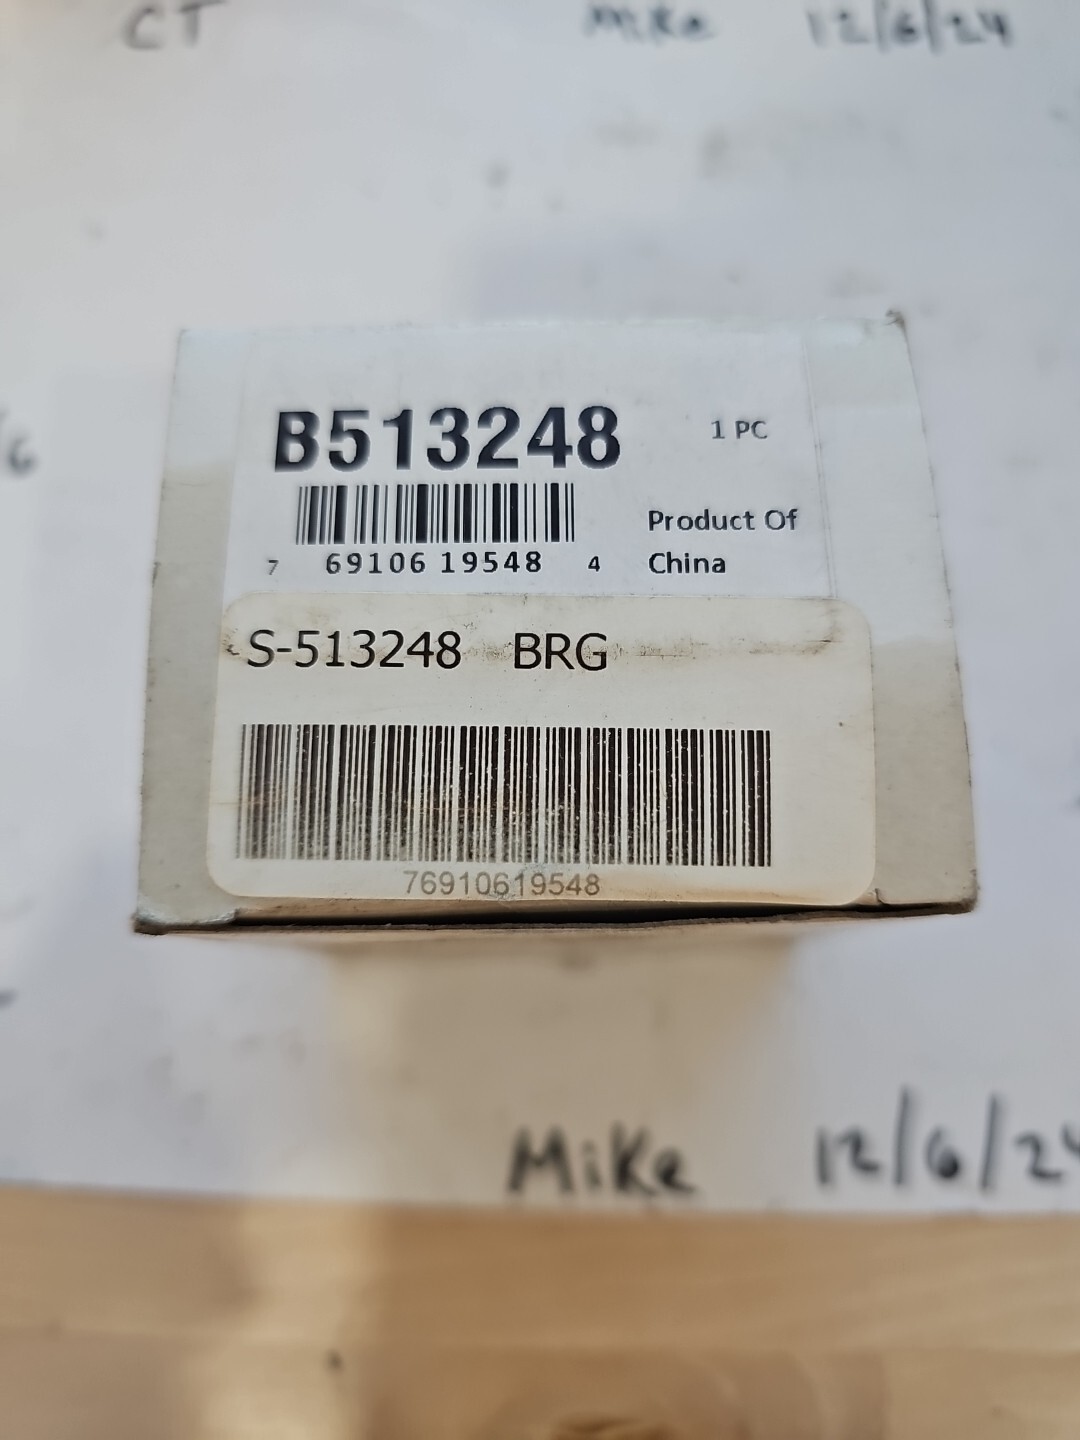 CT Mike 12/6/24
B513248 1 PC
7 69106 19548 4
Product Of
China
S-513248 BRG
76910619548
Mike 12/6/24